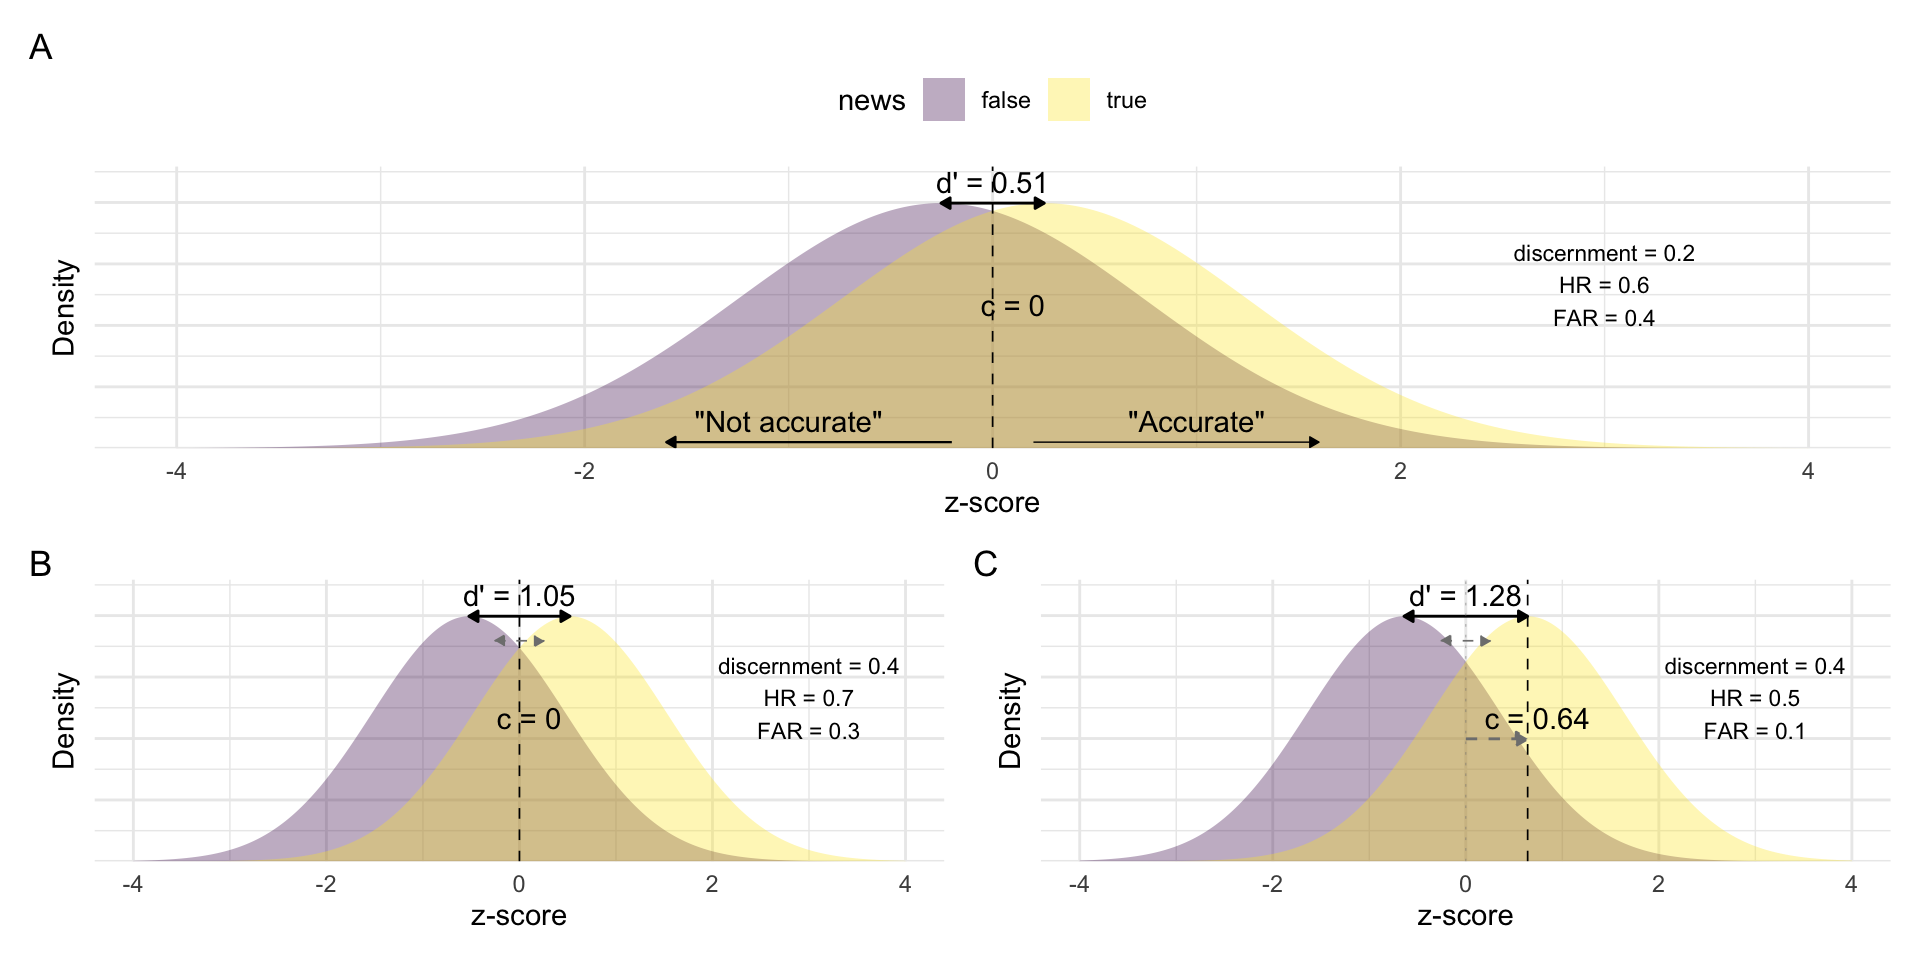 A
news false true
d' = 0.51
discernment = 0.2
HR = 0.6
FAR = 0.4
c = 0
Density
"Not accurate" "Accurate"
-4 -2 0 2 4
z-score
B
d' = 1.05
discernment = 0.4
HR = 0.7
FAR = 0.3
c = 0
Density
-4 -2 0 2 4
z-score
C
d' = 1.28
discernment = 0.4
HR = 0.5
FAR = 0.1
c = 0.64
Density
-4 -2 0 2 4
z-score